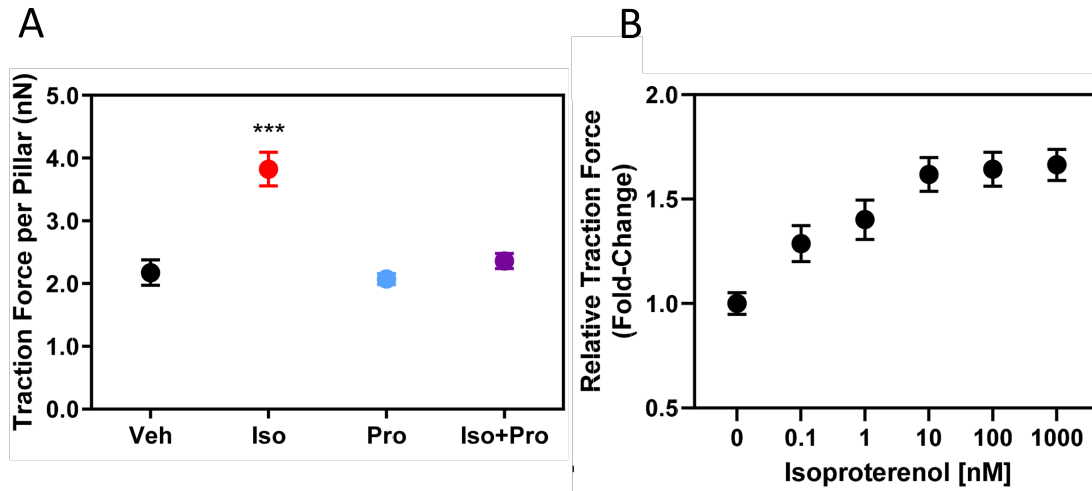 A
Traction Force per Pillar (nN)
5.0
4.0
3.0
2.0
1.0
0.0
***
Veh Iso Pro Iso+Pro
B
Relative Traction Force
(Fold-Change)
2.0
1.5
1.0
0.5
0 0.1 1 10 100 1000
Isoproterenol [nM]